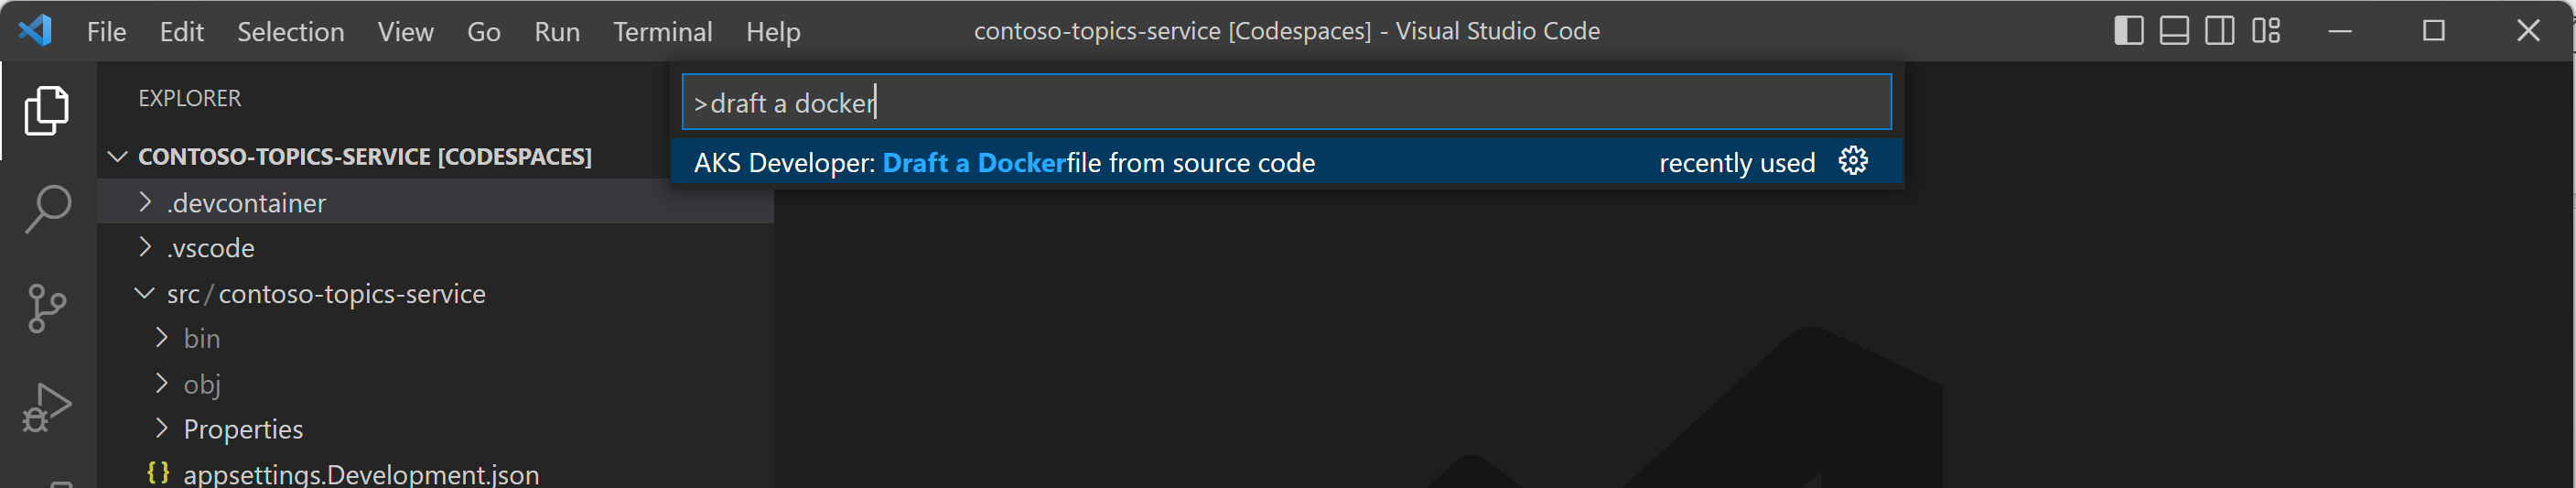 File Edit Selection View Go Run Terminal Help contoso-topics-service [Codespaces] - Visual Studio Code
EXPLORER
>draft a docker
AKS Developer: Draft a Dockerfile from source code recently used
CONTOSO-TOPICS-SERVICE [CODESPACES]
.devcontainer
.vscode
src/contoso-topics-service
bin
obj
Properties
{} appsettings.Development.json